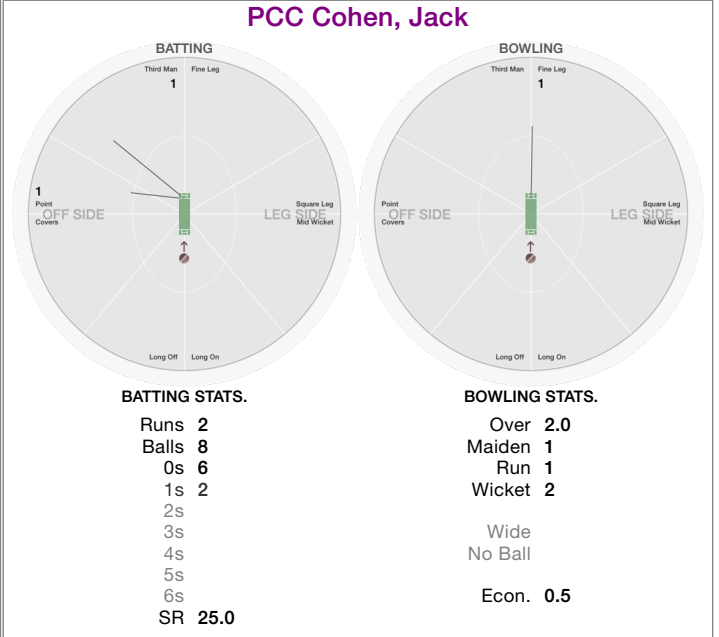 PCC Cohen, Jack
BATTING
Third Man
Fine Leg
1
1
Point
OFF SIDE
Covers
Square Leg
LEG SIDE
Mid Wicket
Long Off
Long On
BATTING STATS.
Runs 2
Balls 8
0s 6
1s 2
2s
3s
4s
5s
6s
SR 25.0
BOWLING
Third Man
Fine Leg
1
Point
OFF SIDE
Covers
Square Leg
LEG SIDE
Mid Wicket
Long Off
Long On
BOWLING STATS.
Over 2.0
Maiden 1
Run 1
Wicket 2
Wide
No Ball
Econ. 0.5